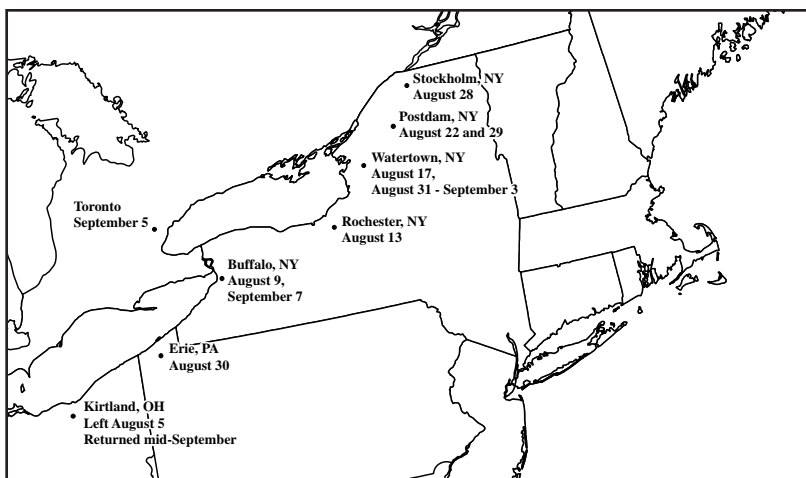 Stockholm, NY
August 28
Postdam, NY
August 22 and 29
Watertown, NY
August 17,
August 31 - September 3
Toronto
September 5
Rochester, NY
August 13
Buffalo, NY
August 9,
September 7
Erie, PA
August 30
Kirtland, OH
Left August 5
Returned mid-September